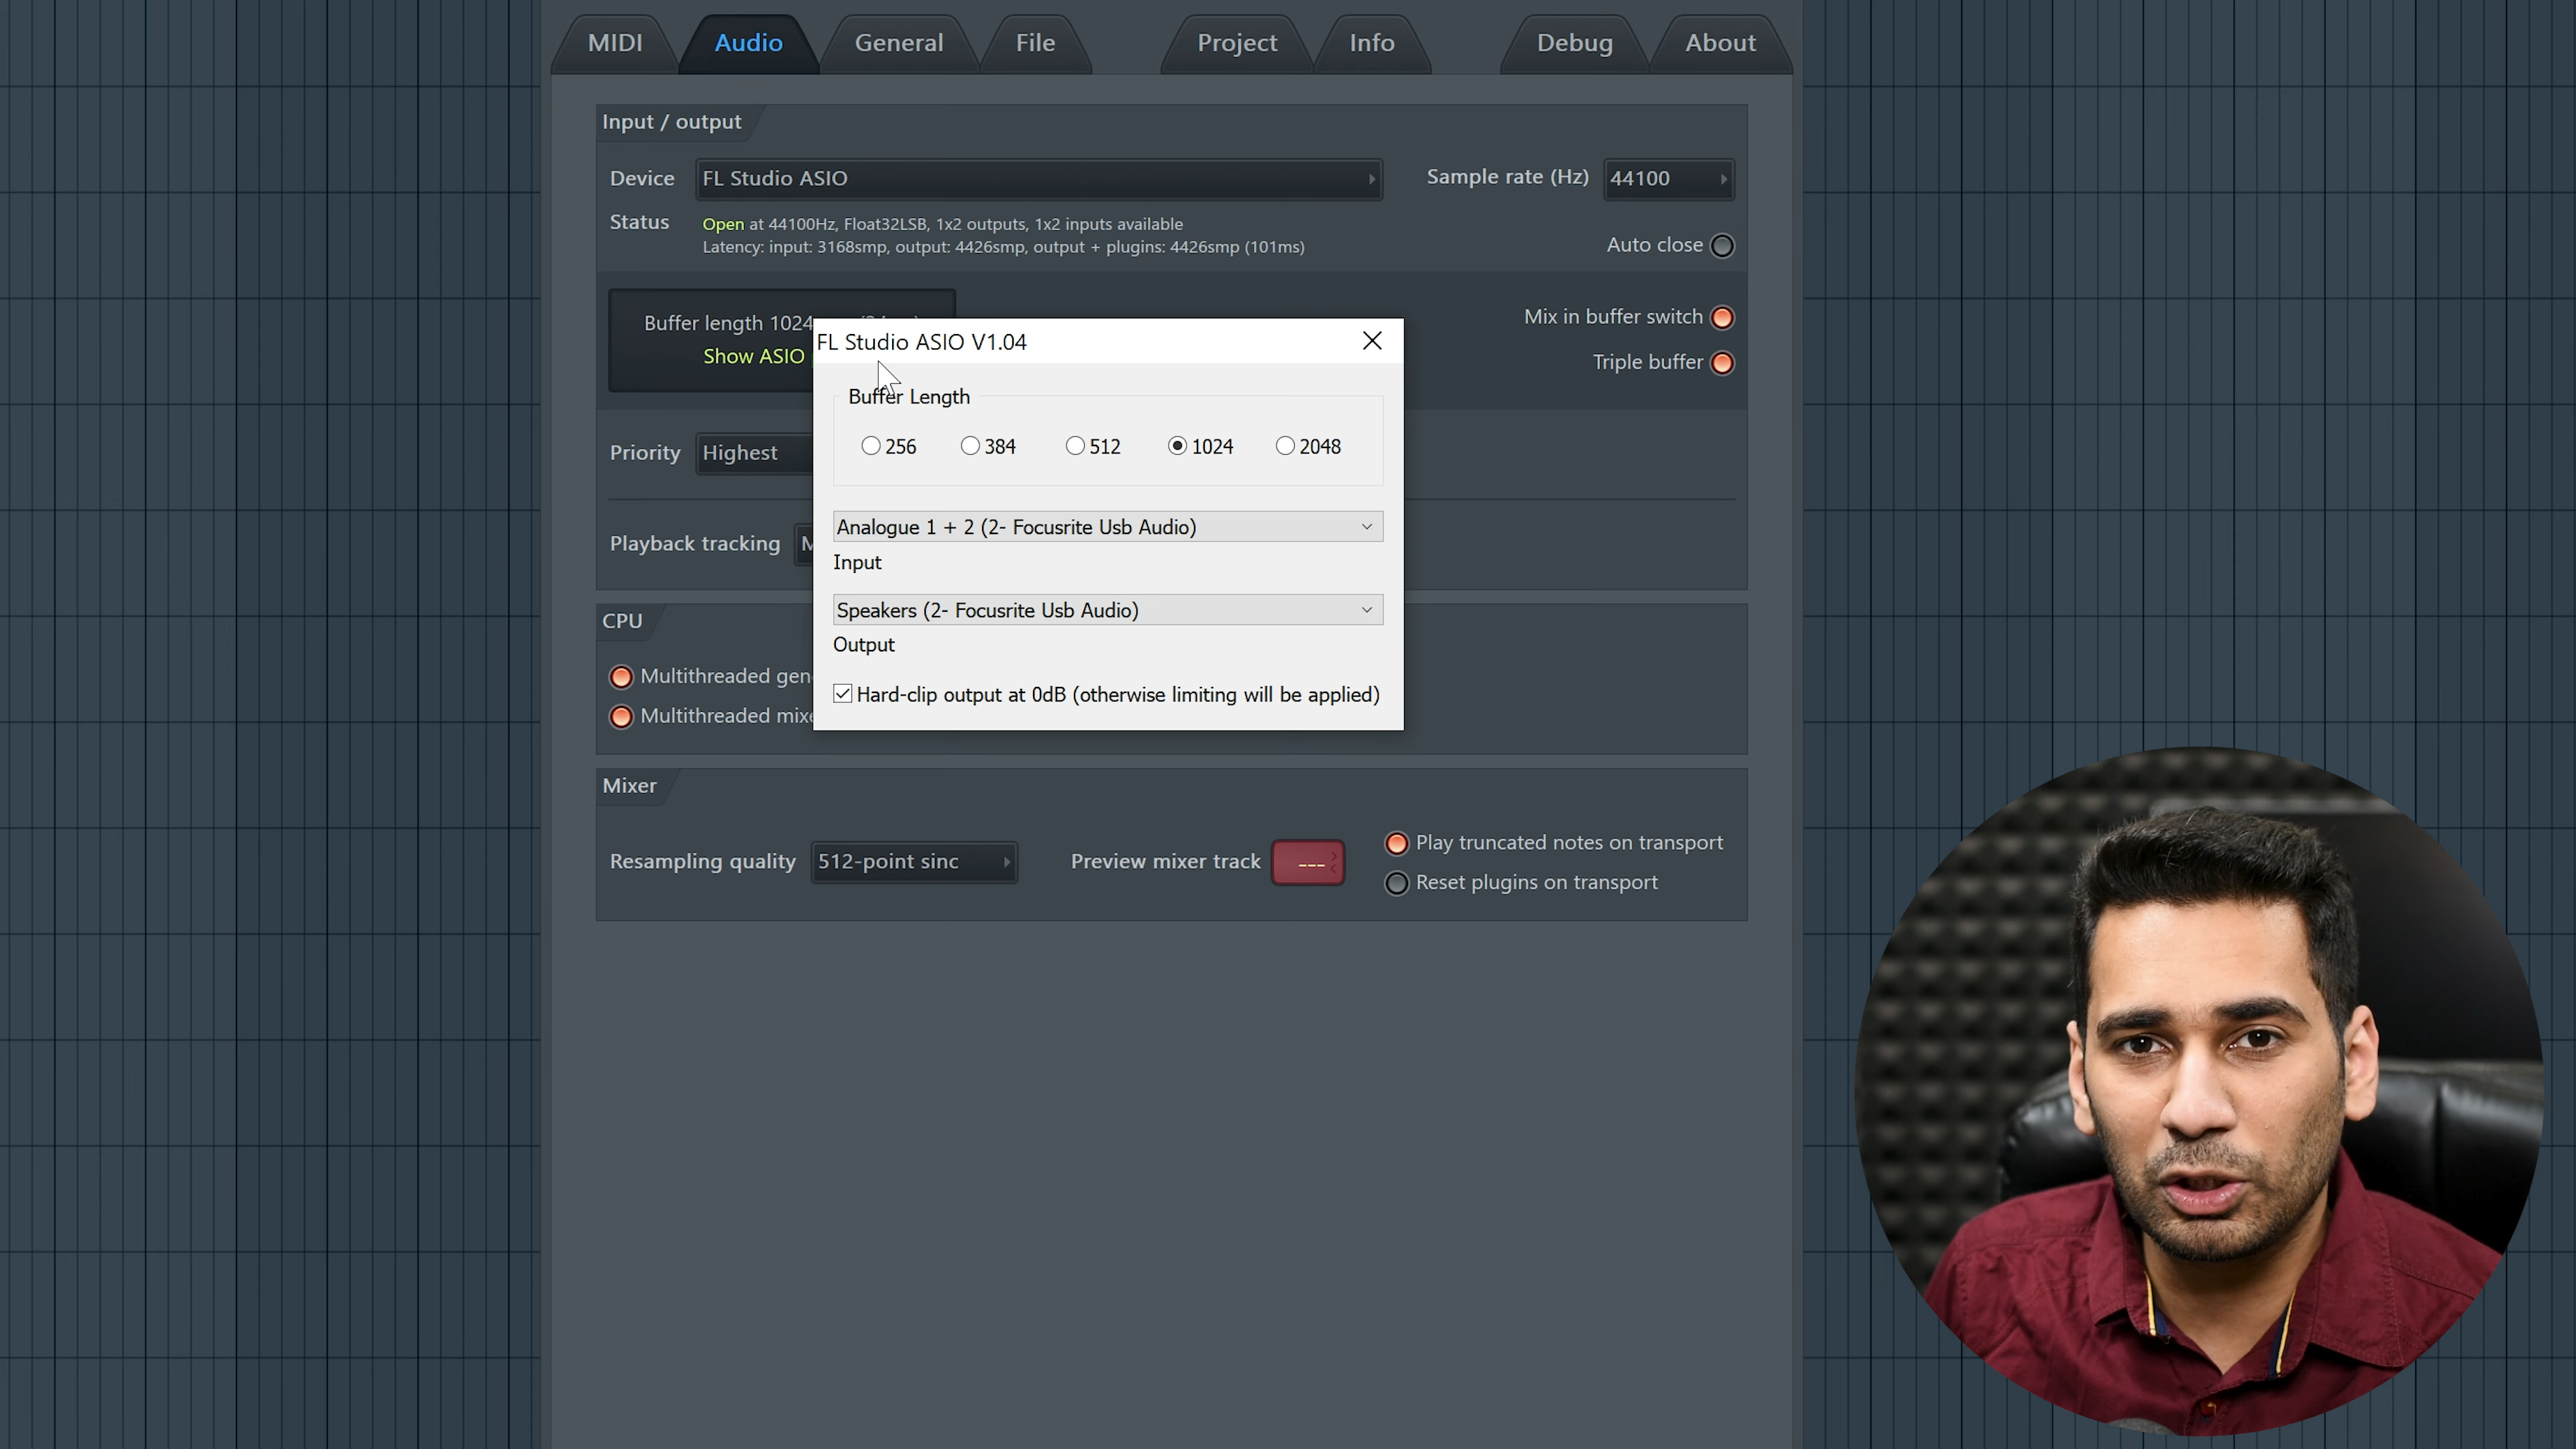 MIDI Audio General File Project Info Debug About
Input / output
Device FL Studio ASIO Sample rate (Hz) 44100
Status Open at 44100Hz, Float32LSB, 1x2 outputs, 1x2 inputs available
Latency: input: 3168smp, output: 4426smp, output + plugins: 4426smp (101ms)
Auto close
Buffer length 1024
Show ASIO
Mix in buffer switch
Triple buffer
Priority Highest
Playback tracking M
FL Studio ASIO V1.04
Buffer Length
256 384 512 1024 2048
Analogue 1 + 2 (2- Focusrite Usb Audio)
Input
Speakers (2- Focusrite Usb Audio)
Output
Hard-clip output at 0dB (otherwise limiting will be applied)
CPU
Multithreaded gen
Multithreaded mixe
Mixer
Resampling quality 512-point sinc Preview mixer track ---
Play truncated notes on transport
Reset plugins on transport